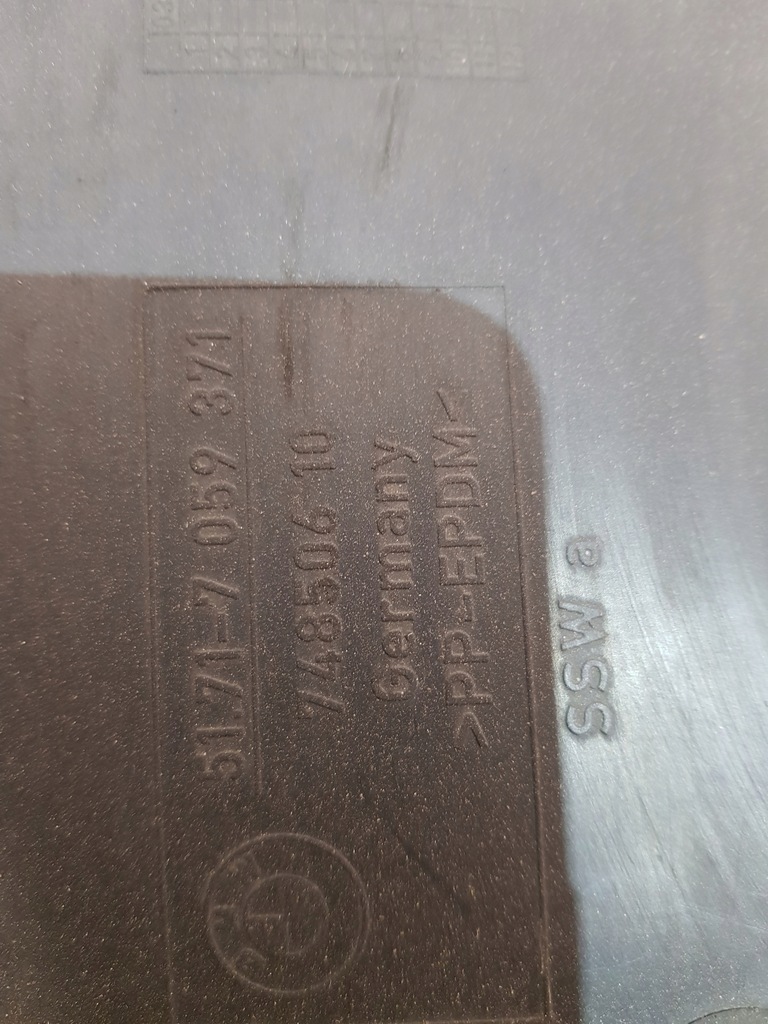 51.71-7 059 371
748506 10
Germany
>PP-EPDM<
SSW a